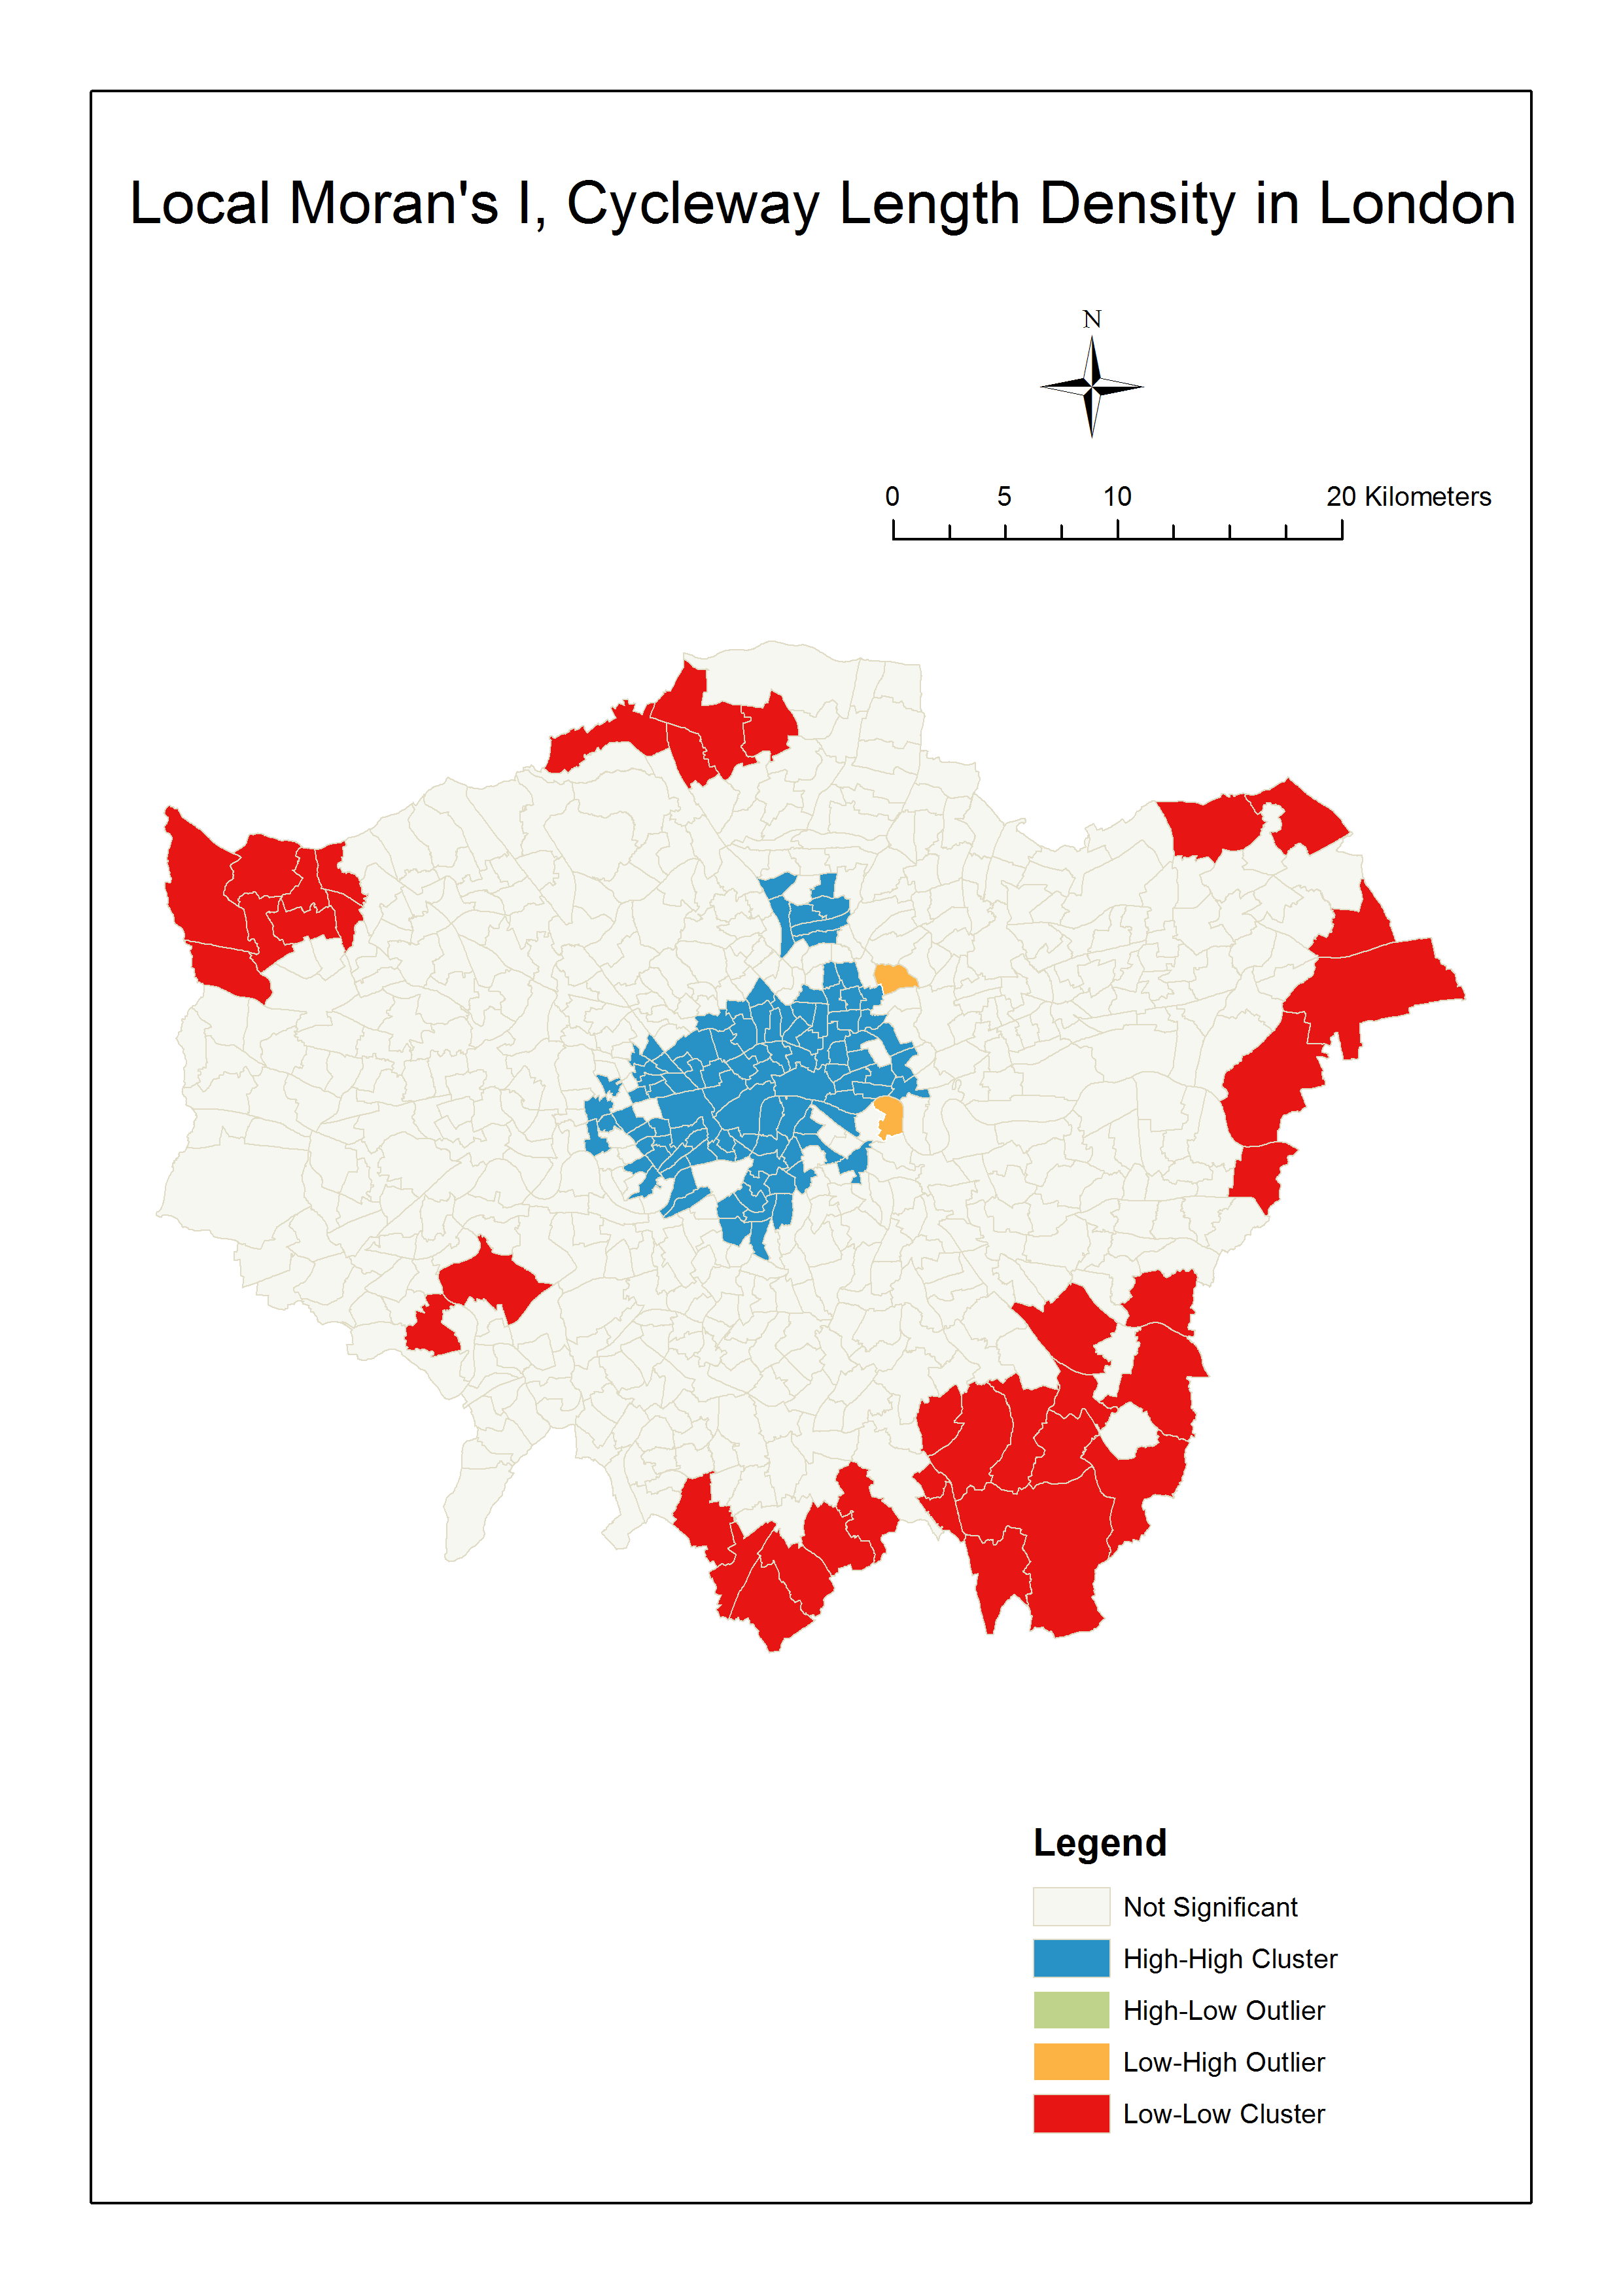 Local Moran's I, Cycleway Length Density in London
N
0 5 10 20 Kilometers
Legend
Not Significant
High-High Cluster
High-Low Outlier
Low-High Outlier
Low-Low Cluster